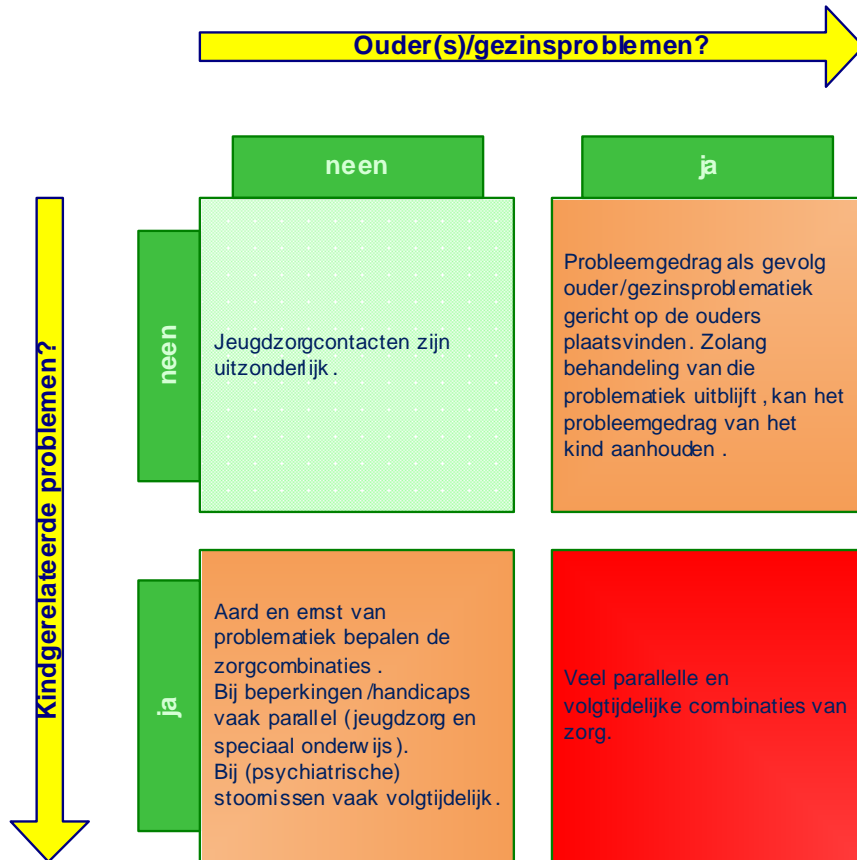 Ouder(s)/gezinsproblemen?
neen
ja
Kindgerelateerde problemen?
neen
Jeugdzorgcontacten zijn
uitzonderlijk.
Probleemgedrag als gevolg
ouder/gezinsproblematiek
gericht op de ouders
plaatsvinden. Zolang
behandeling van die
problematiek uitblijft, kan het
probleemgedrag van het
kind aanhouden.
ja
Aard en ernst van
problematiek bepalen de
zorgcombinaties.
Bij beperkingen/handicaps
vaak parallel (jeugdzorg en
speciaal onderwijs).
Bij (psychiatrische)
stoornissen vaak volgtijdelijk.
Veel parallelle en
volgtijdelijke combinaties van
zorg.